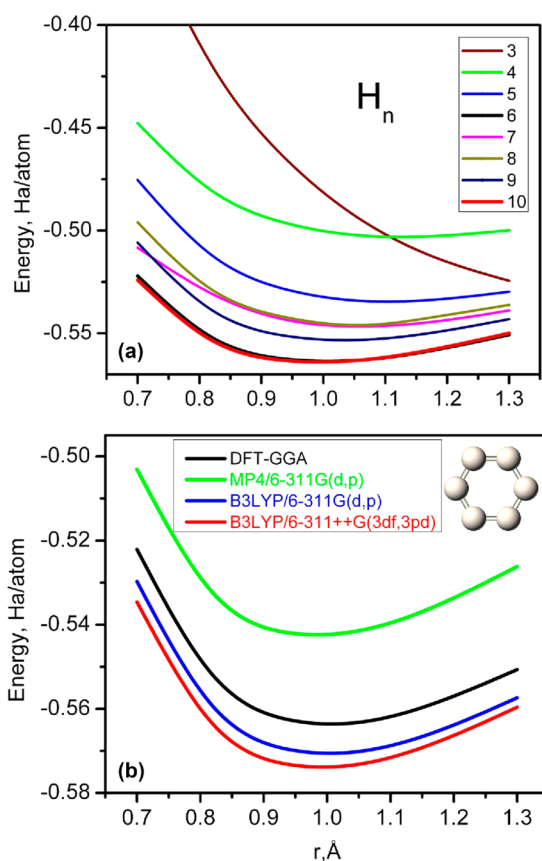 -0.40
-0.45
-0.50
-0.55
Energy, Ha/atom
Hn
3
4
5
6
7
8
9
10
(a)
0.7 0.8 0.9 1.0 1.1 1.2 1.3
-0.50
-0.52
-0.54
-0.56
-0.58
Energy, Ha/atom
DFT-GGA
MP4/6-311G(d,p)
B3LYP/6-311G(d,p)
B3LYP/6-311++G(3df,3pd)
(b)
0.7 0.8 0.9 1.0 1.1 1.2 1.3
r,Å